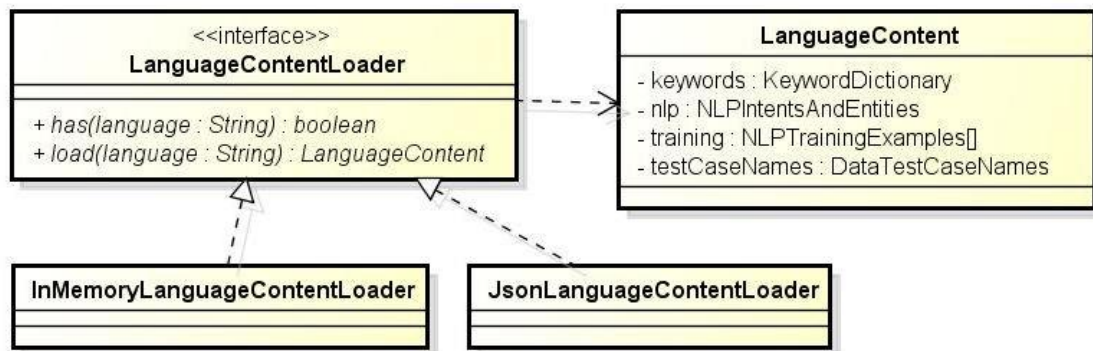 <<interface>>
LanguageContentLoader
+ has(language : String) : boolean
+ load(language : String) : LanguageContent
LanguageContent
- keywords : KeywordDictionary
- nlp : NLPIntentsAndEntities
- training : NLPTrainingExamples[]
- testCaseNames : DataTestCaseNames
InMemoryLanguageContentLoader
JsonLanguageContentLoader